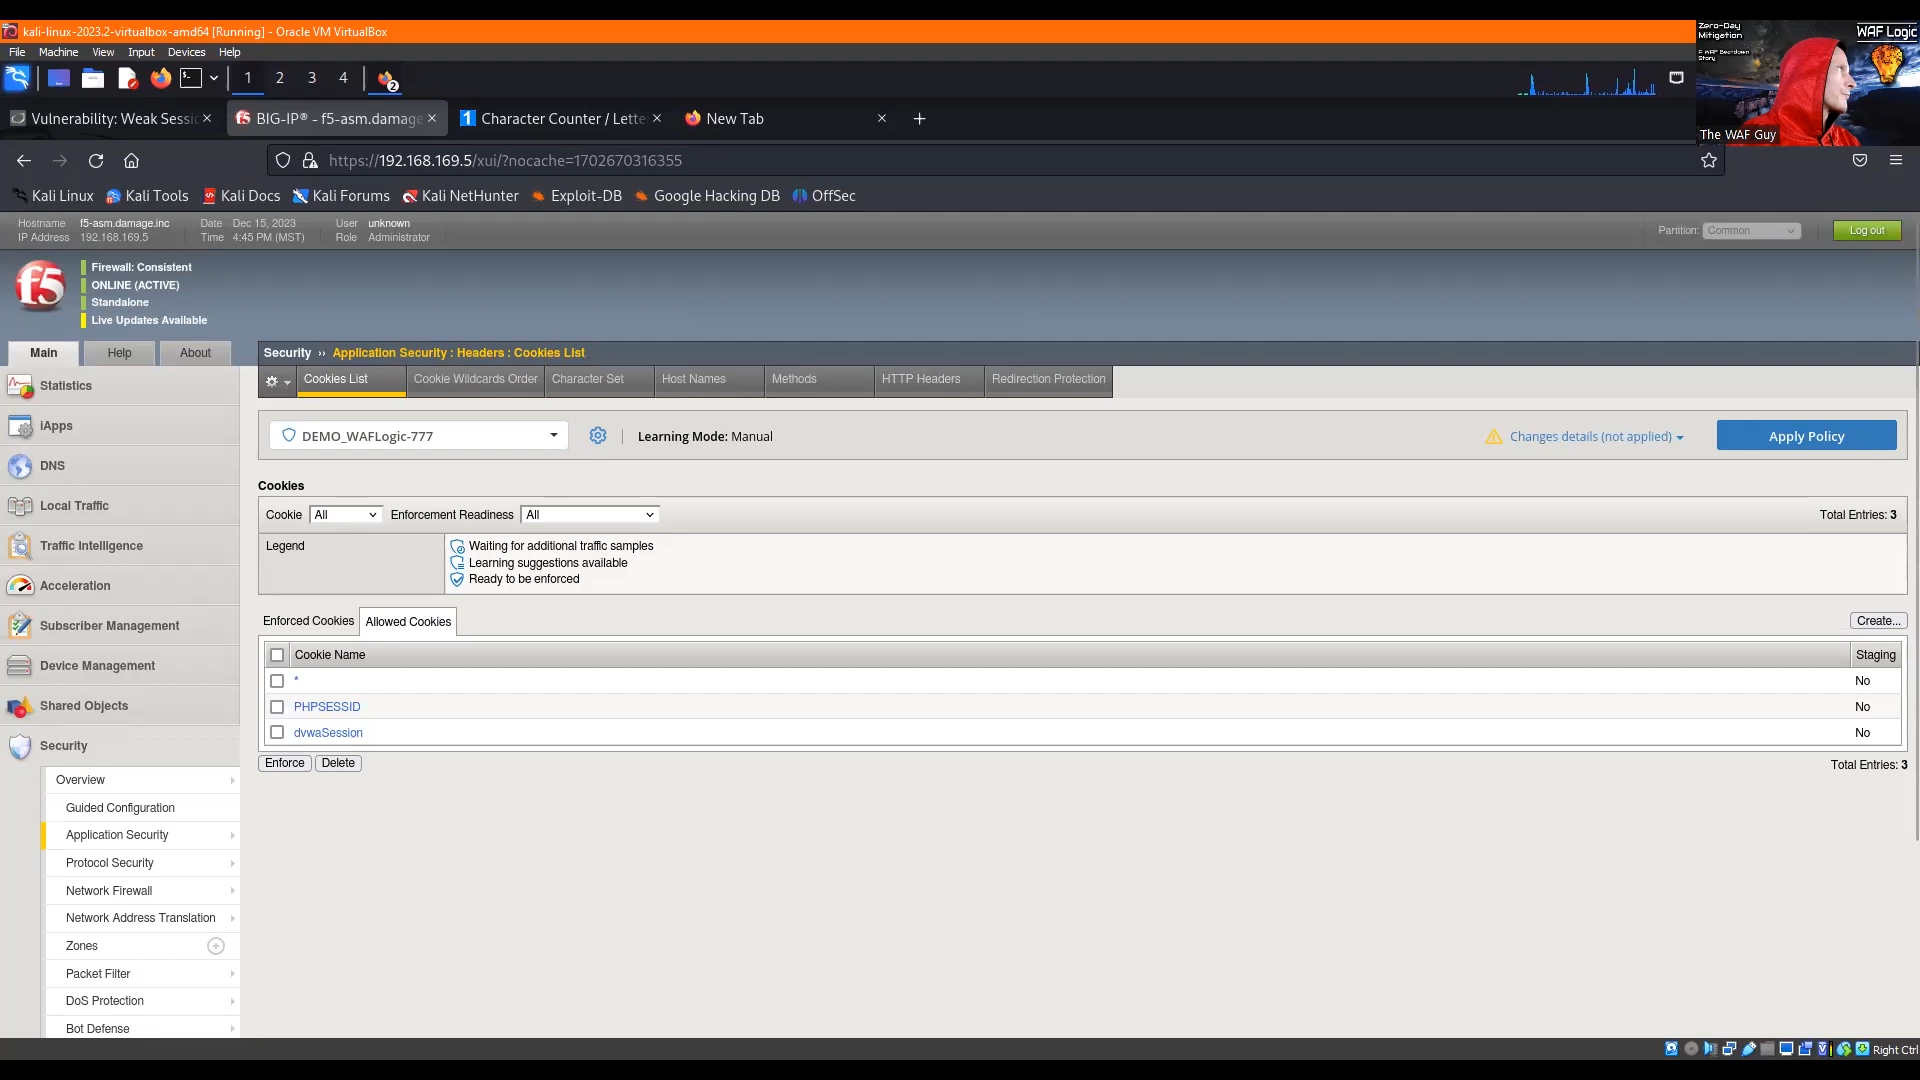 kali-linux-2023.2-virtualbox-amd64 [Running] - Oracle VM VirtualBox
File Machine View Input Devices Help
1 2 3 4 2
Zero-Day
Mitigation
A WAF Beatdown
Story
WAF Logic
The WAF Guy
Vulnerability: Weak Sessi
BIG-IP® - f5-asm.damage
1 Character Counter / Lette
New Tab
https://192.168.169.5/xui/?nocache=1702670316355
Kali Linux Kali Tools Kali Docs Kali Forums Kali NetHunter Exploit-DB Google Hacking DB OffSec
Hostname f5-asm.damage.inc Date Dec 15, 2023 User unknown
IP Address 192.168.169.5 Time 4:45 PM (MST) Role Administrator
Partition: Common Log out
f5
Firewall: Consistent
ONLINE (ACTIVE)
Standalone
Live Updates Available
Main Help About
Security ›› Application Security : Headers : Cookies List
Cookies List Cookie Wildcards Order Character Set Host Names Methods HTTP Headers Redirection Protection
Statistics
iApps
DNS
Local Traffic
Traffic Intelligence
Acceleration
Subscriber Management
Device Management
Shared Objects
Security
Overview
Guided Configuration
Application Security
Protocol Security
Network Firewall
Network Address Translation
Zones
Packet Filter
DoS Protection
Bot Defense
DEMO_WAFLogic-777 Learning Mode: Manual Changes details (not applied) Apply Policy
Cookies
Cookie All Enforcement Readiness All Total Entries: 3
Legend
Waiting for additional traffic samples
Learning suggestions available
Ready to be enforced
Enforced Cookies Allowed Cookies Create...
Cookie Name Staging
* No
PHPSESSID No
dvwaSession No
Enforce Delete Total Entries: 3
Right Ctrl